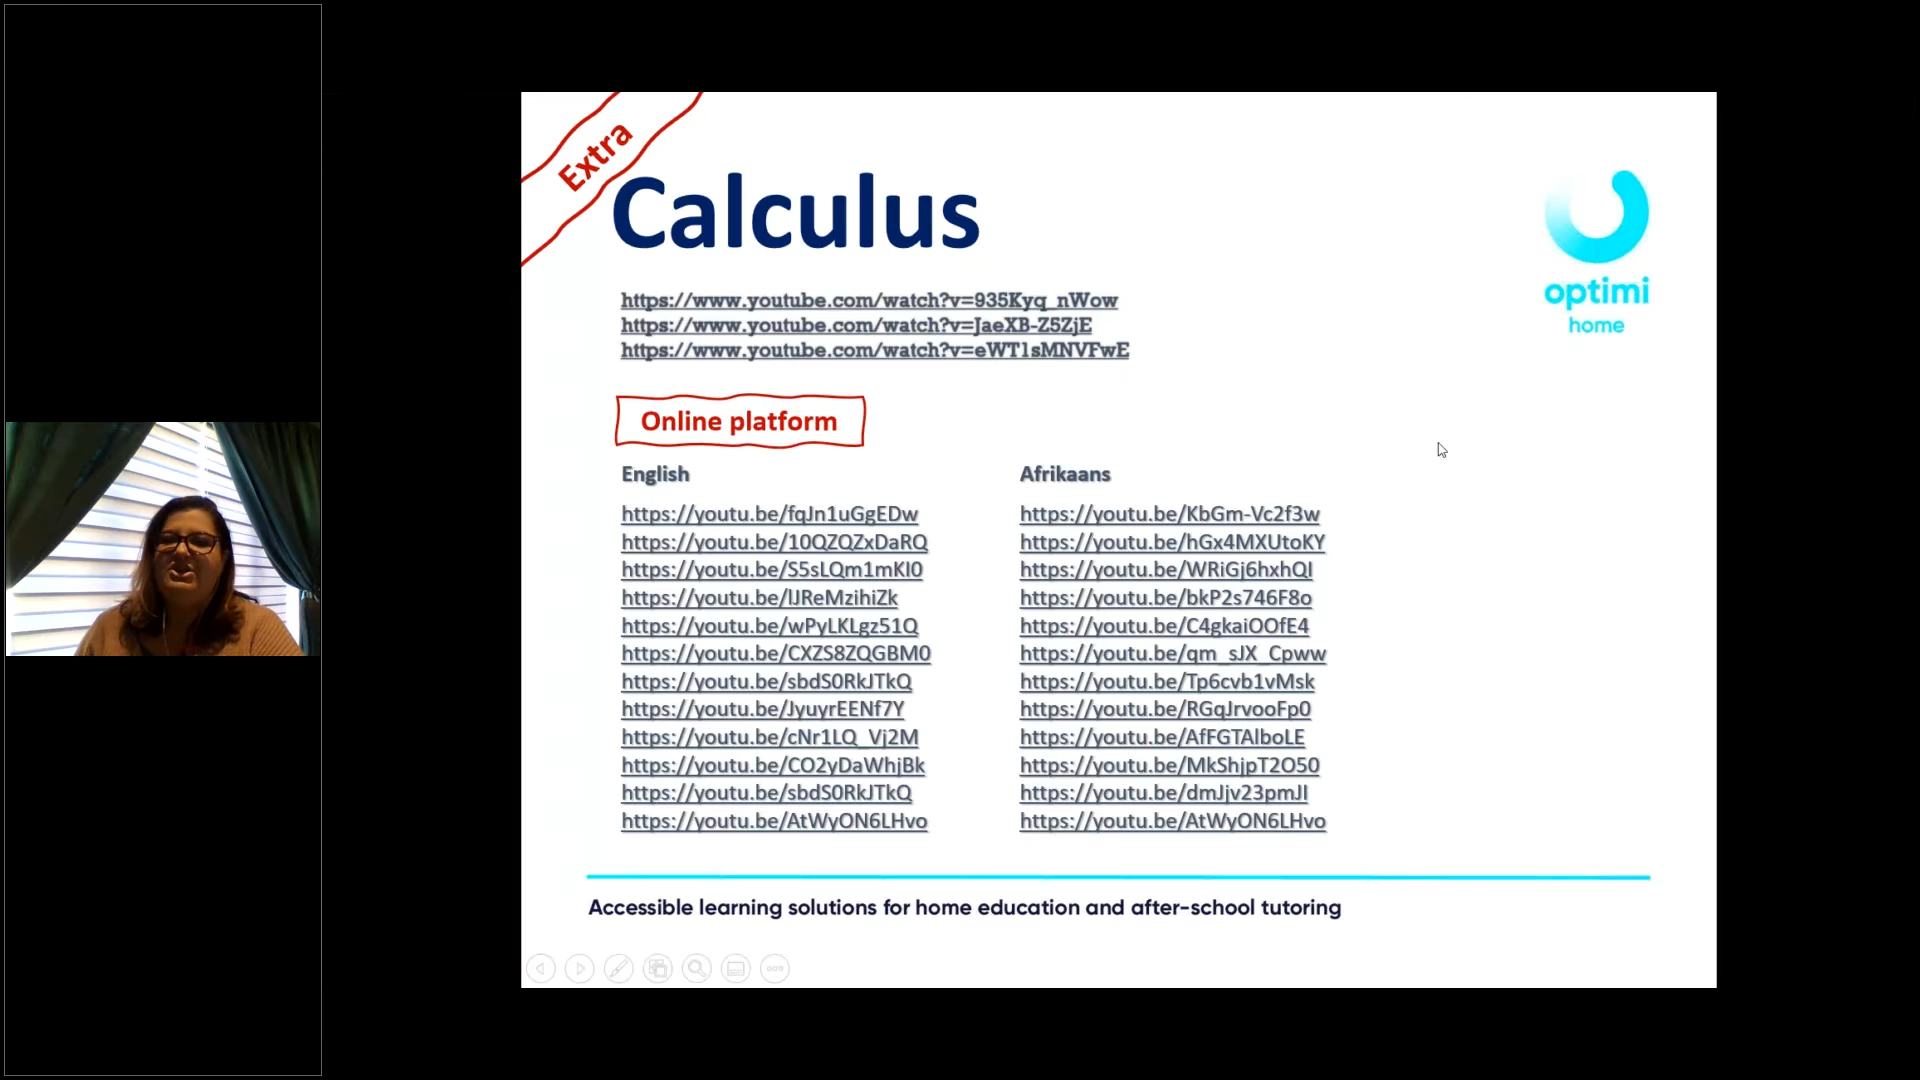 Extra
Calculus
https://www.youtube.com/watch?v=935Kyq_nWow
https://www.youtube.com/watch?v=JaeXB-Z5ZjE
https://www.youtube.com/watch?v=eWT1sMNVFwE
optimi
home
Online platform
English
https://youtu.be/fqJn1uGgEDw
https://youtu.be/10QZQZxDaRQ
https://youtu.be/S5sLQm1mKI0
https://youtu.be/lJReMzihiZk
https://youtu.be/wPyLKLgz51Q
https://youtu.be/CXZS8ZQGBM0
https://youtu.be/sbdS0RkJTkQ
https://youtu.be/JyuyrEENf7Y
https://youtu.be/cNr1LQ_Vj2M
https://youtu.be/CO2yDaWhjBk
https://youtu.be/sbdS0RkJTkQ
https://youtu.be/AtWyON6LHvo
Afrikaans
https://youtu.be/KbGm-Vc2f3w
https://youtu.be/hGx4MXUtoKY
https://youtu.be/WRiGj6hxhQI
https://youtu.be/bkP2s746F8o
https://youtu.be/C4gkaiOOfE4
https://youtu.be/qm_sJX_Cpww
https://youtu.be/Tp6cvb1vMsk
https://youtu.be/RGqJrvooFp0
https://youtu.be/AfFGTAlboLE
https://youtu.be/MkShjpT2O50
https://youtu.be/dmJjv23pmJI
https://youtu.be/AtWyON6LHvo
Accessible learning solutions for home education and after-school tutoring